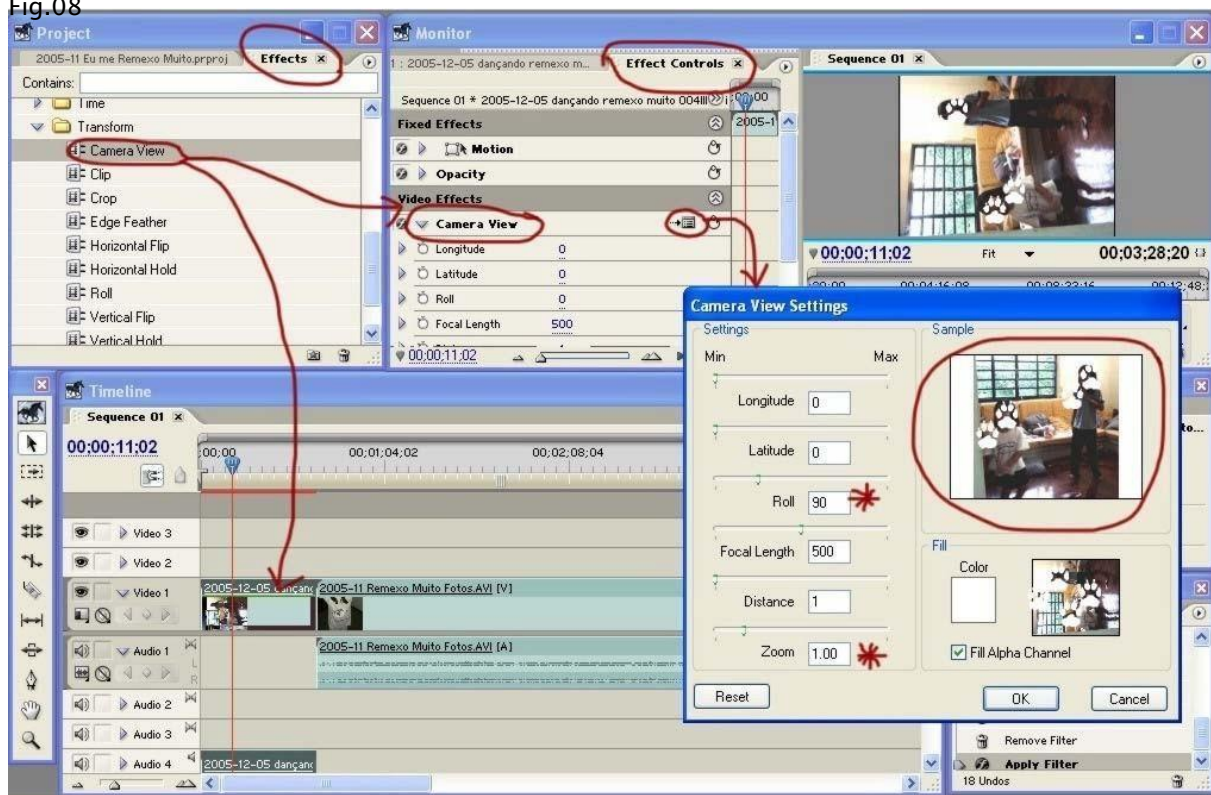 Fig.08
Project
2005-11 Eu me Remexo Muito.prproj
Effects
Contains:
Time
Transform
Camera View
Clip
Crop
Edge Feather
Horizontal Flip
Horizontal Hold
Roll
Vertical Flip
Vertical Hold
Monitor
1 : 2005-12-05 dançando remexo m...
Effect Controls
Sequence 01 * 2005-12-05 dançando remexo muito 004
Fixed Effects
2005-1
Motion
Opacity
Video Effects
Camera View
Longitude 0
Latitude 0
Roll 0
Focal Length 500
00;00;11;02
Sequence 01
00;00;11;02
Fit
00;03;28;20
Camera View Settings
Settings
Min Max
Longitude 0
Latitude 0
Roll 90
Focal Length 500
Distance 1
Zoom 1.00
Reset
Sample
Fill
Color
Fill Alpha Channel
OK
Cancel
Timeline
Sequence 01
00;00;11;02
;00;00 00;01;04;02 00;02;08;04
Video 3
Video 2
Video 1
2005-12-05 dançand
2005-11 Remexo Muito Fotos.AVI [V]
Audio 1
2005-11 Remexo Muito Fotos.AVI [A]
L
R
Audio 2
Audio 3
Audio 4
2005-12-05 dançand
to...
Remove Filter
Apply Filter
18 Undos